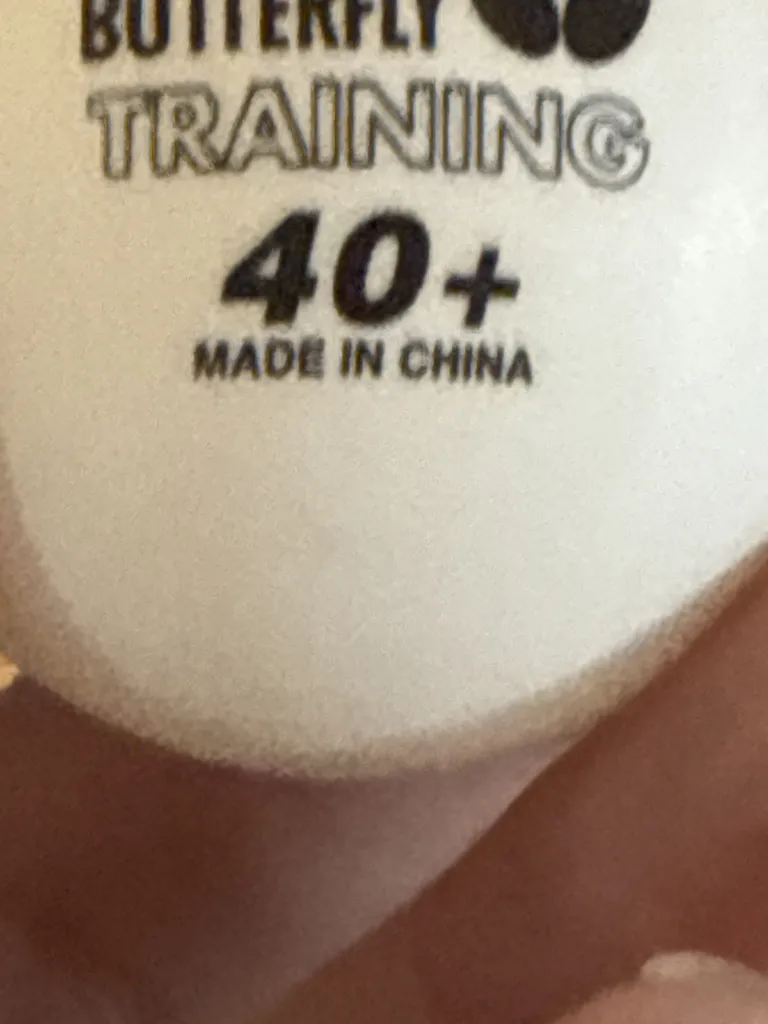 BUTTERFLY
TRAINING
40+
MADE IN CHINA